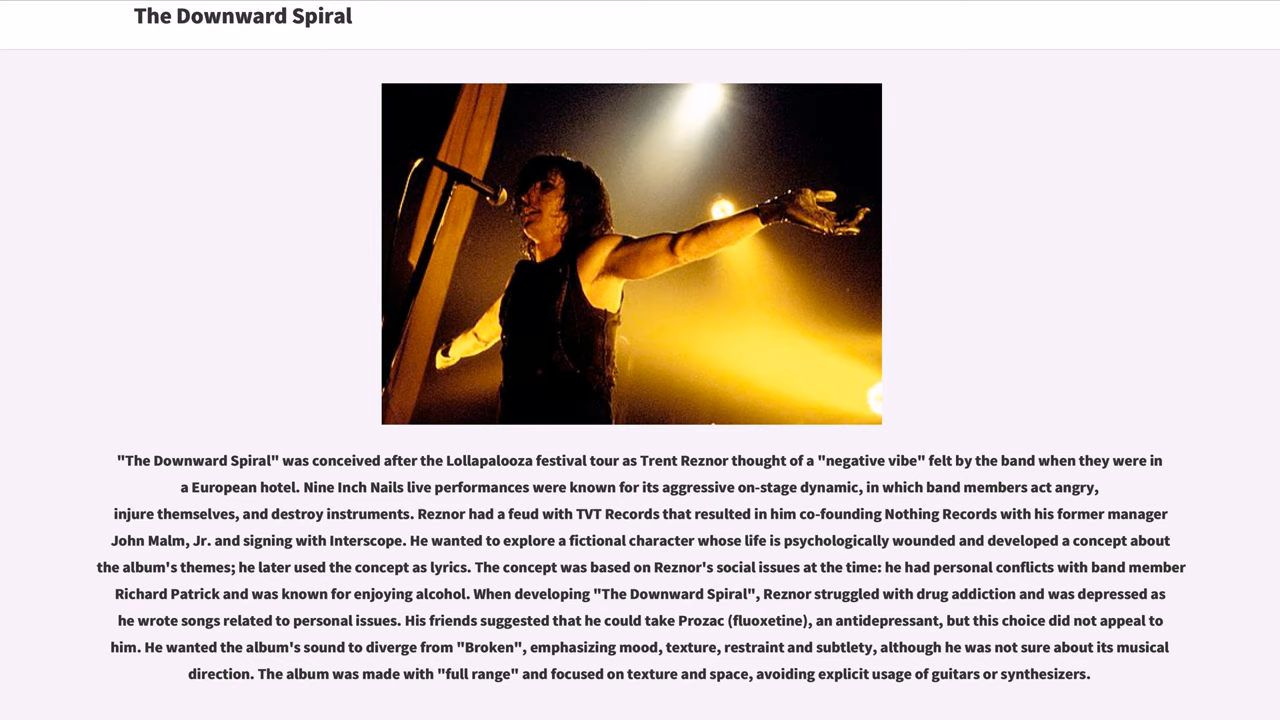 The Downward Spiral
"The Downward Spiral" was conceived after the Lollapalooza festival tour as Trent Reznor thought of a "negative vibe" felt by the band when they were in
a European hotel. Nine Inch Nails live performances were known for its aggressive on-stage dynamic, in which band members act angry,
injure themselves, and destroy instruments. Reznor had a feud with TVT Records that resulted in him co-founding Nothing Records with his former manager
John Malm, Jr. and signing with Interscope. He wanted to explore a fictional character whose life is psychologically wounded and developed a concept about
the album's themes; he later used the concept as lyrics. The concept was based on Reznor's social issues at the time: he had personal conflicts with band member
Richard Patrick and was known for enjoying alcohol. When developing "The Downward Spiral", Reznor struggled with drug addiction and was depressed as
he wrote songs related to personal issues. His friends suggested that he could take Prozac (fluoxetine), an antidepressant, but this choice did not appeal to
him. He wanted the album's sound to diverge from "Broken", emphasizing mood, texture, restraint and subtlety, although he was not sure about its musical
direction. The album was made with "full range" and focused on texture and space, avoiding explicit usage of guitars or synthesizers.